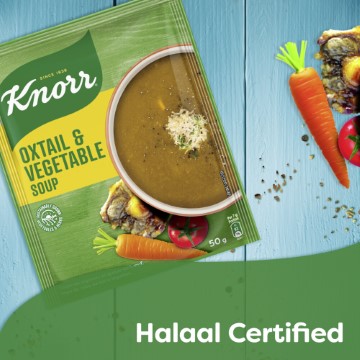 SINCE 1838
Knorr
OXTAIL &
VEGETABLE
SOUP
50 g
Halaal Certified